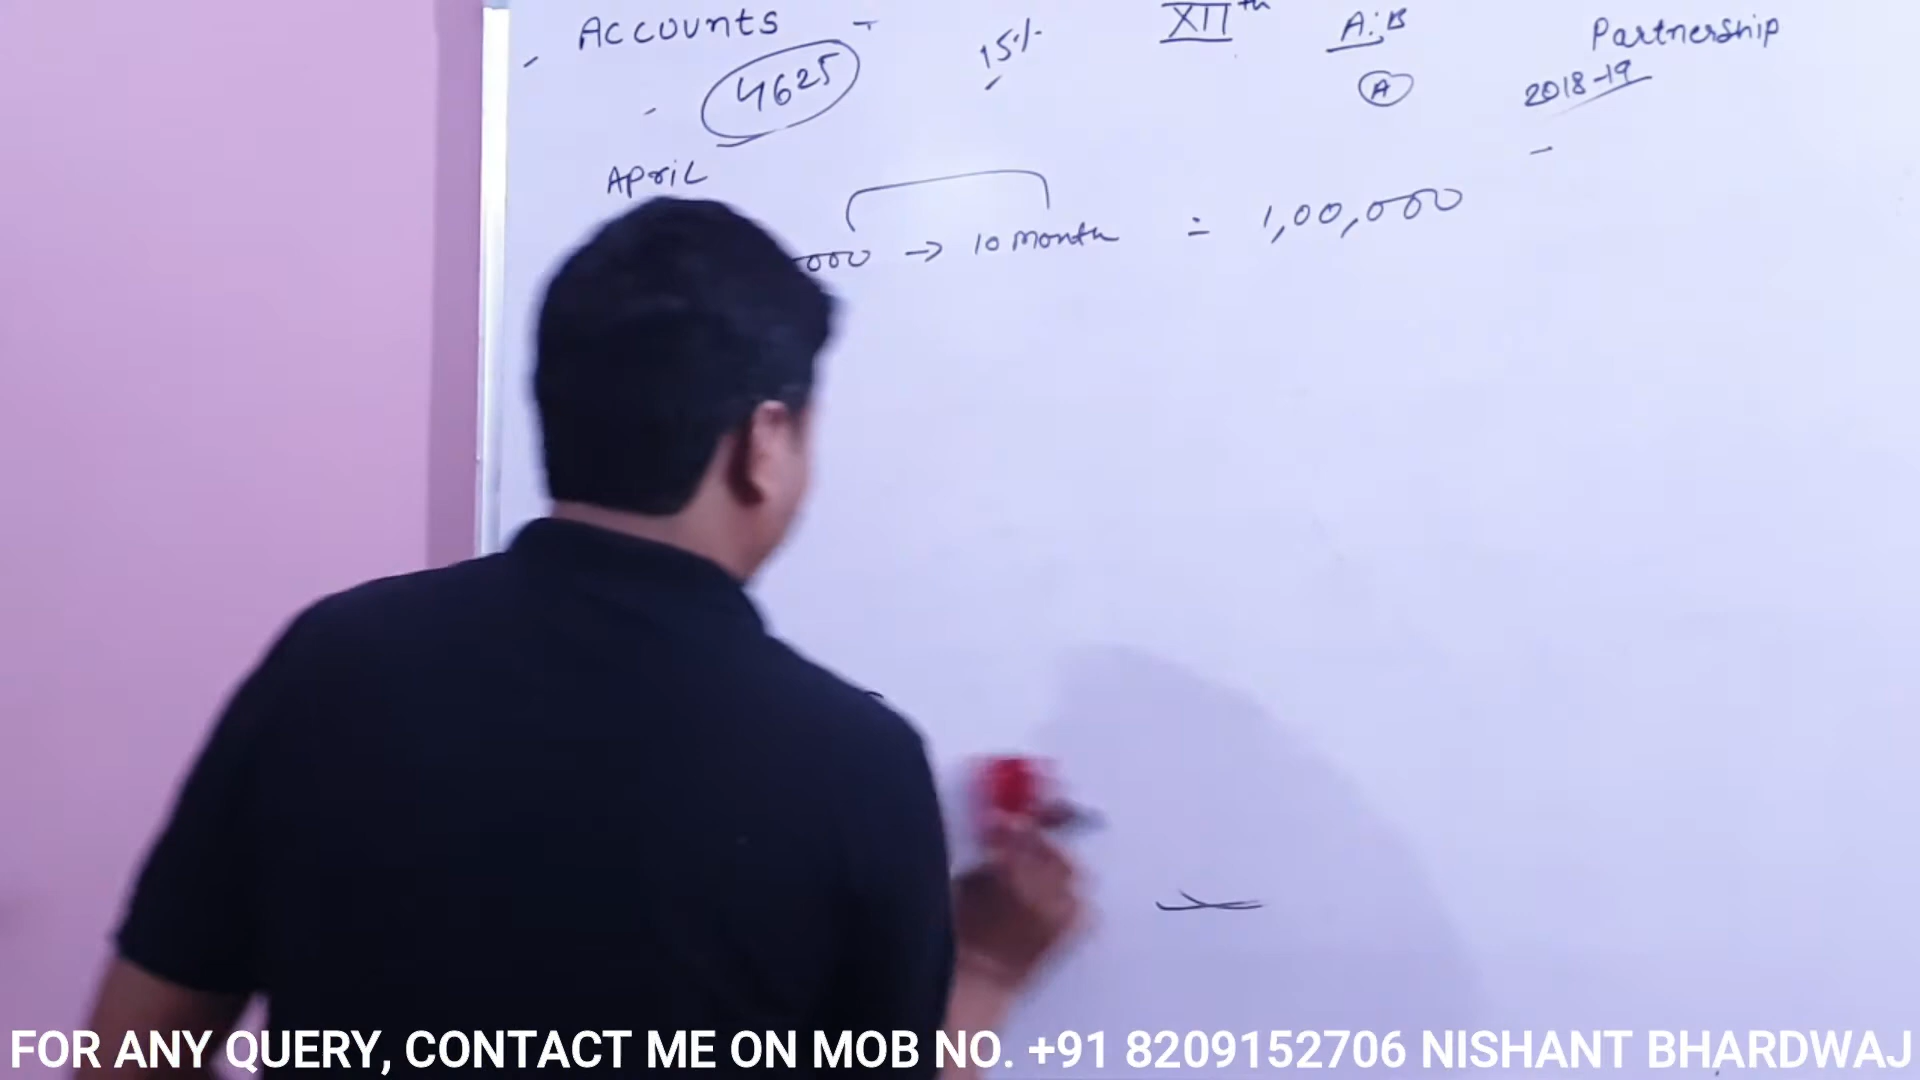 Accounts - 15% XIIth A:B Partnership
4625 A 2018-19
April
000 → 10 month = 1,00,000
FOR ANY QUERY, CONTACT ME ON MOB NO. +91 8209152706 NISHANT BHARDWAJ